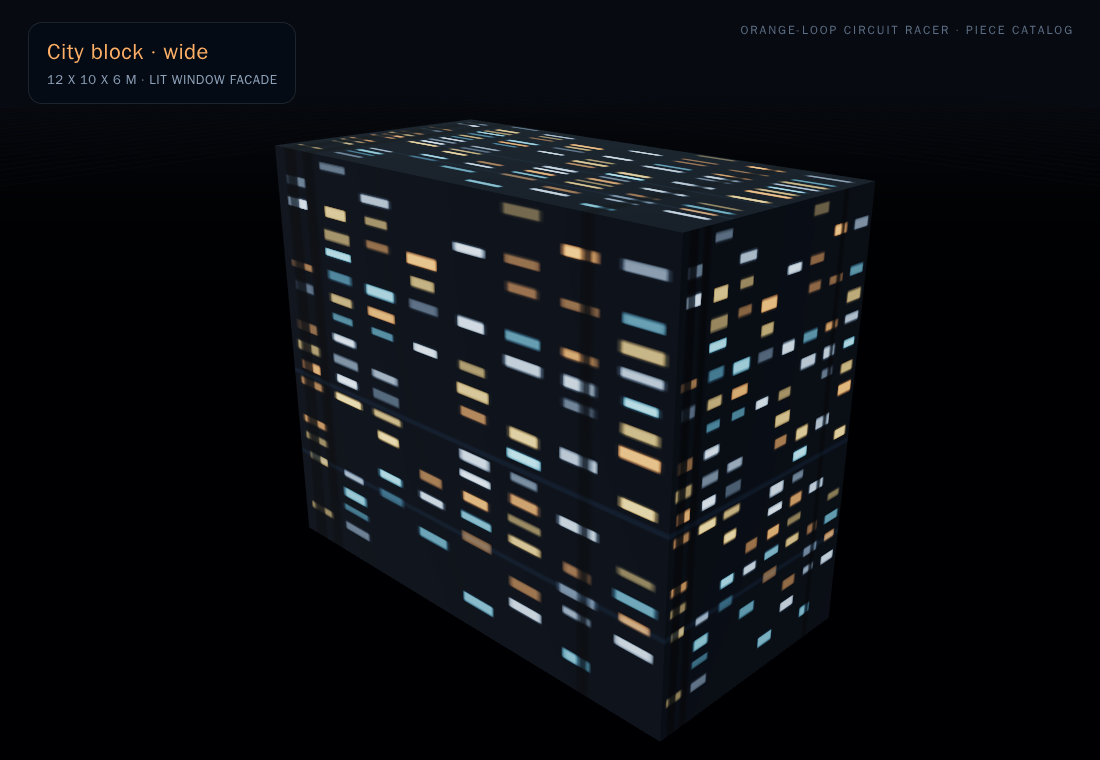 City block · wide
12 X 10 X 6 M · LIT WINDOW FACADE
ORANGE-LOOP CIRCUIT RACER · PIECE CATALOG